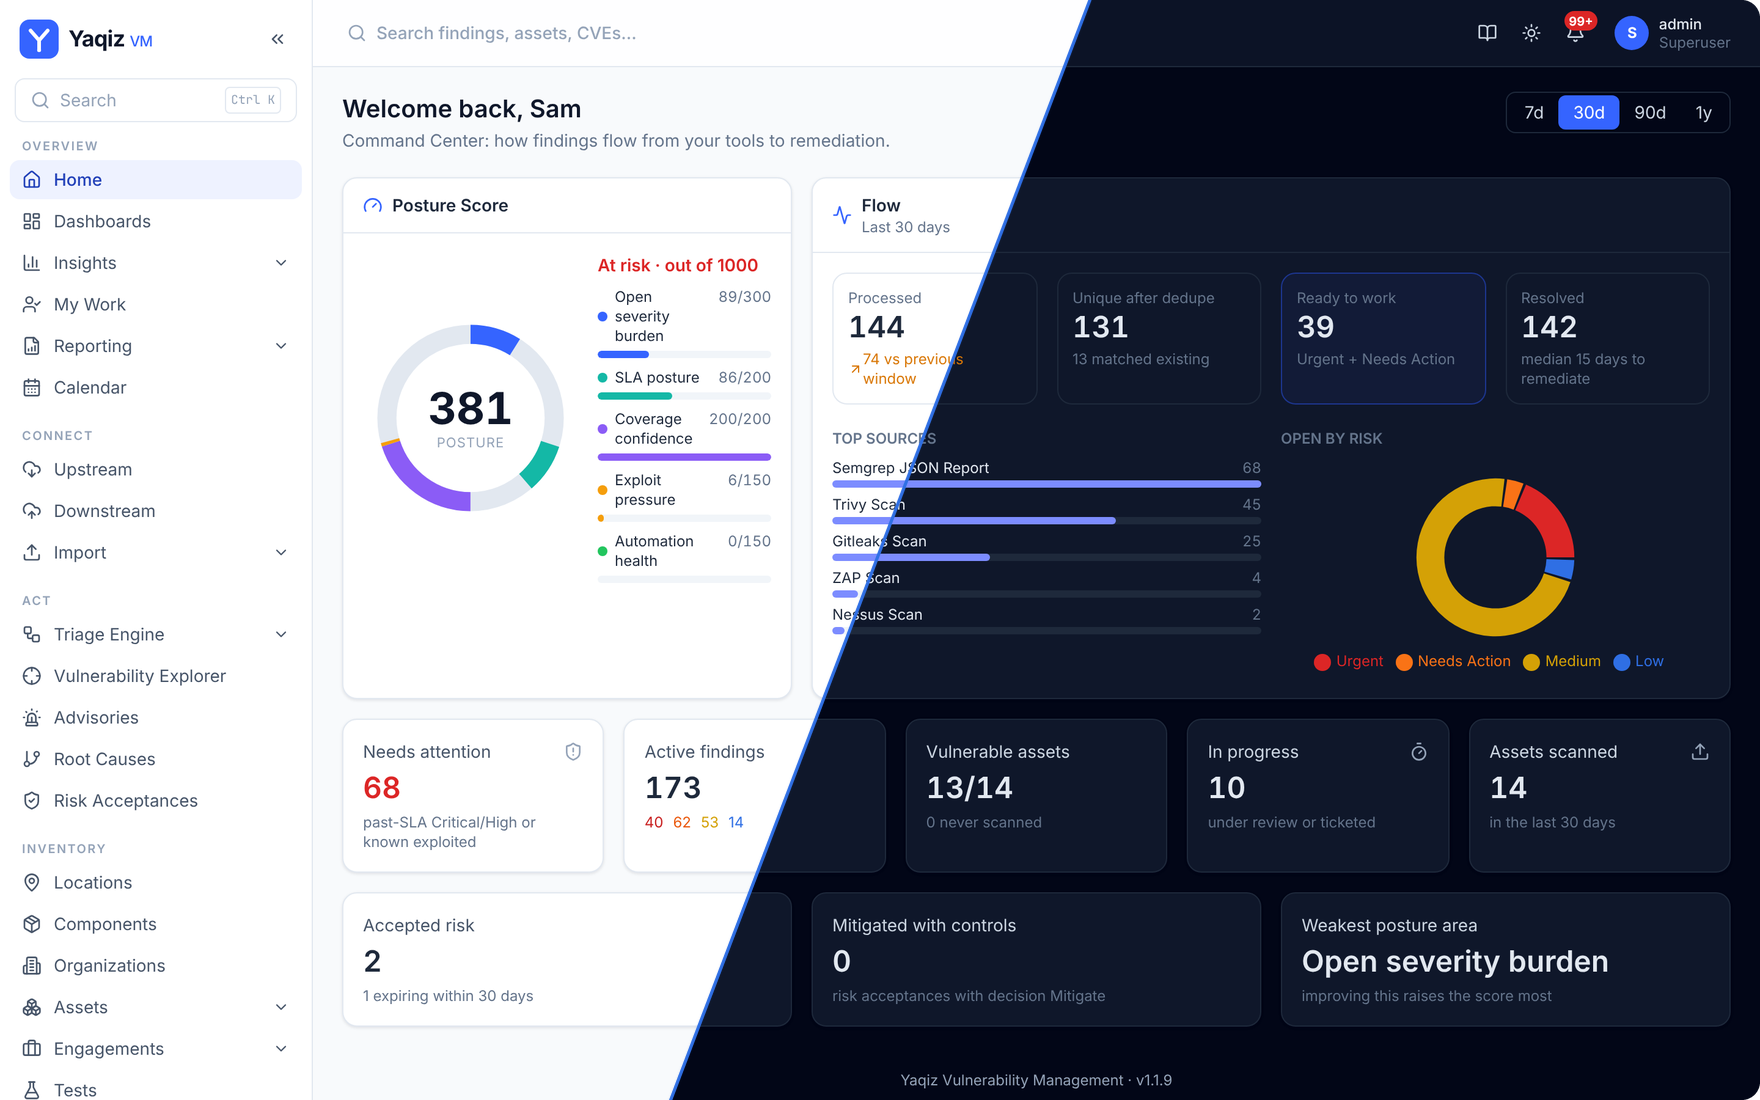 Yaqiz VM
Search
Ctrl K
OVERVIEW
Home
Dashboards
Insights
My Work
Reporting
Calendar
CONNECT
Upstream
Downstream
Import
ACT
Triage Engine
Vulnerability Explorer
Advisories
Root Causes
Risk Acceptances
INVENTORY
Locations
Components
Organizations
Assets
Engagements
Tests
Search findings, assets, CVEs...
99+
S
admin
Superuser
Welcome back, Sam
Command Center: how findings flow from your tools to remediation.
7d 30d 90d 1y
Posture Score
381
POSTURE
At risk · out of 1000
Open severity burden 89/300
SLA posture 86/200
Coverage confidence 200/200
Exploit pressure 6/150
Automation health 0/150
Flow
Last 30 days
Processed
144
74 vs previous
window
Unique after dedupe
131
13 matched existing
Ready to work
39
Urgent + Needs Action
Resolved
142
median 15 days to
remediate
TOP SOURCES
Semgrep JSON Report 68
Trivy Scan 45
Gitleaks Scan 25
ZAP Scan 4
Nessus Scan 2
OPEN BY RISK
Urgent Needs Action Medium Low
Needs attention
68
past-SLA Critical/High or
known exploited
Active findings
173
40 62 53 14
Vulnerable assets
13/14
0 never scanned
In progress
10
under review or ticketed
Assets scanned
14
in the last 30 days
Accepted risk
2
1 expiring within 30 days
Mitigated with controls
0
risk acceptances with decision Mitigate
Weakest posture area
Open severity burden
improving this raises the score most
Yaqiz Vulnerability Management · v1.1.9